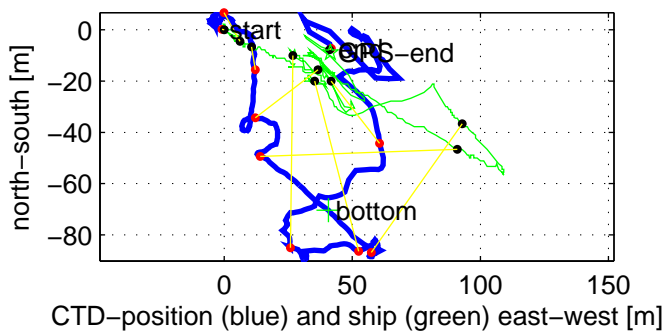 start
end
GPS−end
bottom
0
−20
−40
−60
−80
0
50
100
150
north−south [m]
CTD−position (blue) and ship (green) east−west [m]